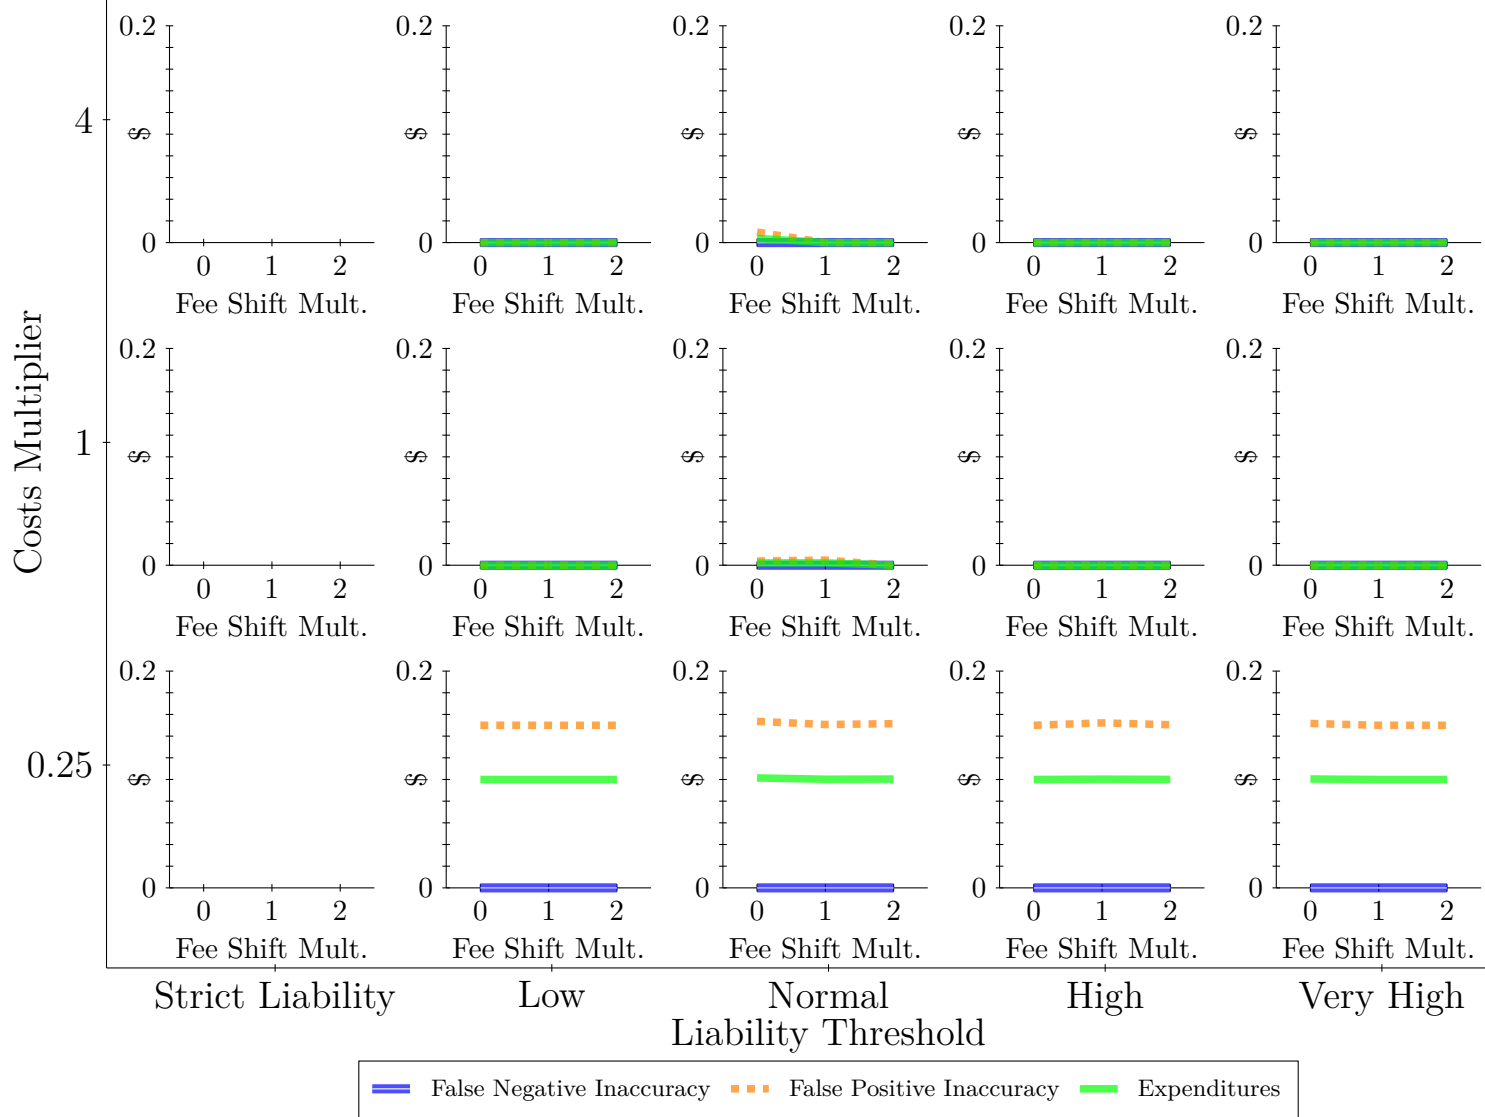 Costs Multiplier
4
0.2
$
0
0 1 2
Fee Shift Mult.
0.2
$
0
0 1 2
Fee Shift Mult.
0.2
$
0
0 1 2
Fee Shift Mult.
0.2
$
0
0 1 2
Fee Shift Mult.
0.2
$
0
0 1 2
Fee Shift Mult.
1
0.2
$
0
0 1 2
Fee Shift Mult.
0.2
$
0
0 1 2
Fee Shift Mult.
0.2
$
0
0 1 2
Fee Shift Mult.
0.2
$
0
0 1 2
Fee Shift Mult.
0.2
$
0
0 1 2
Fee Shift Mult.
0.25
0.2
$
0
0 1 2
Fee Shift Mult.
0.2
$
0
0 1 2
Fee Shift Mult.
0.2
$
0
0 1 2
Fee Shift Mult.
0.2
$
0
0 1 2
Fee Shift Mult.
0.2
$
0
0 1 2
Fee Shift Mult.
Strict Liability Low Normal High Very High
Liability Threshold
False Negative Inaccuracy False Positive Inaccuracy Expenditures